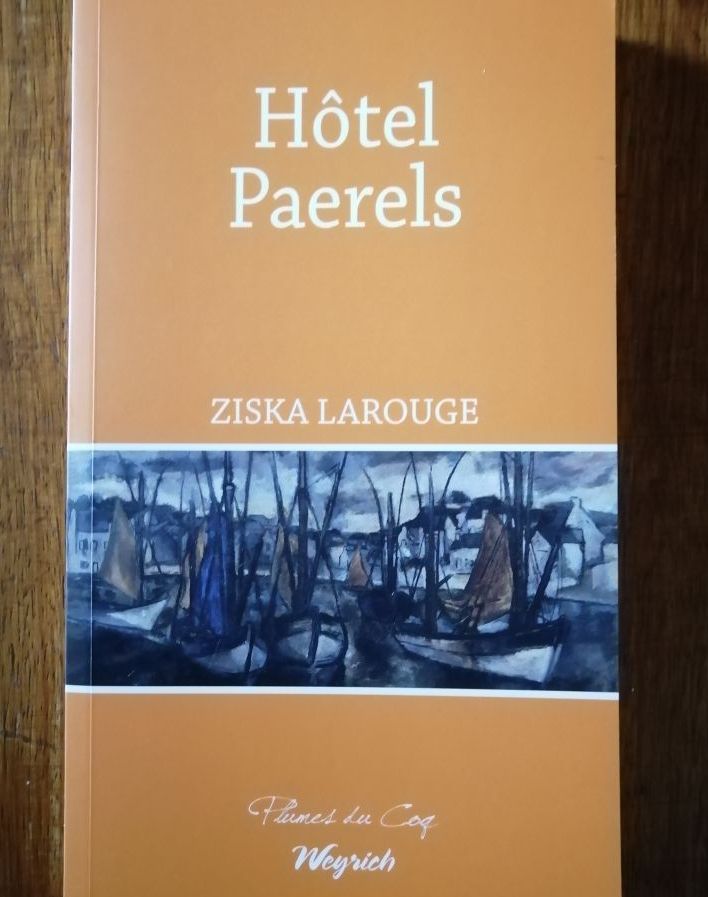 Hôtel
Paerels
ZISKA LAROUGE
Plumes du Coq
Weyrich